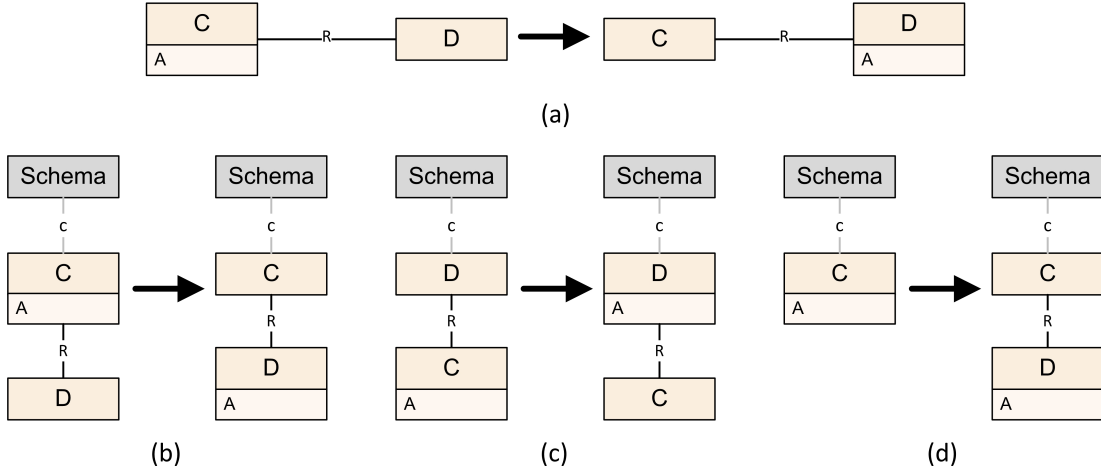 C R D C R D
A A
(a)
Schema Schema Schema Schema Schema Schema
c c c c c c
C C D D C C
A A A
R R R
R R R
D D C C D
A A A
(b) (c) (d)